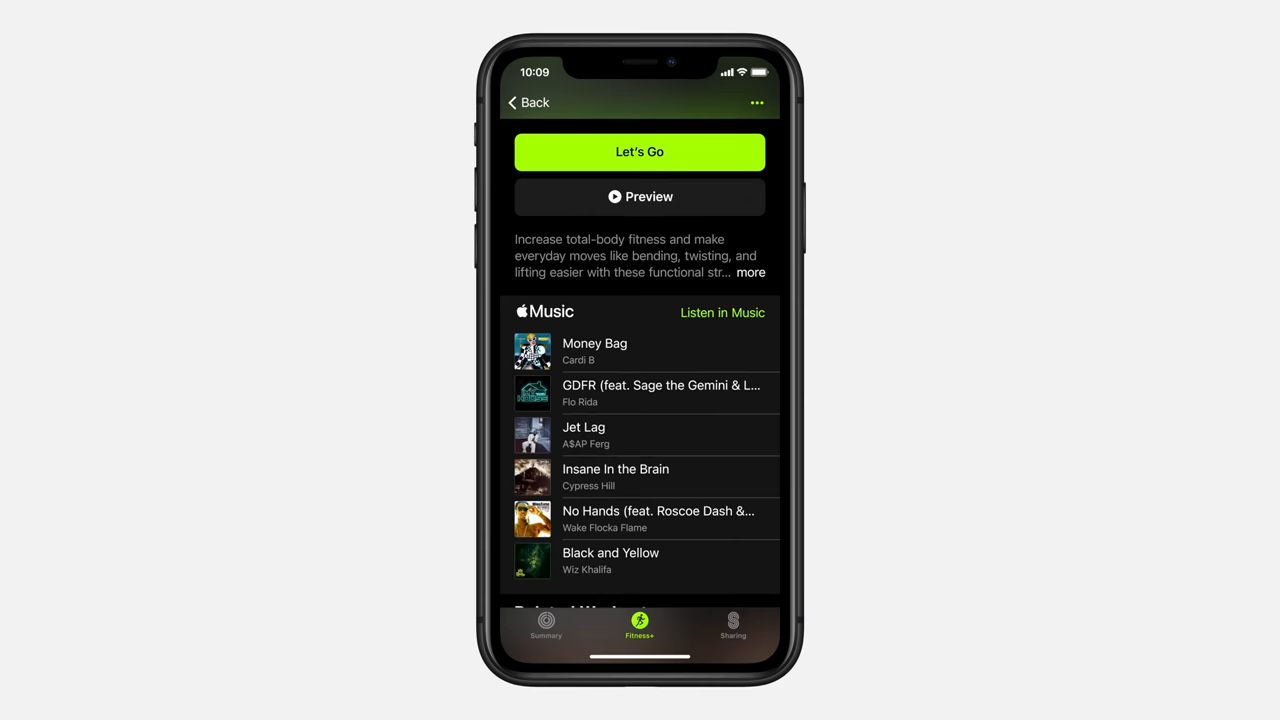 10:09
Back
Let's Go
Preview
Increase total-body fitness and make
everyday moves like bending, twisting, and
lifting easier with these functional str... more
Music
Listen in Music
Money Bag
Cardi B
GDFR (feat. Sage the Gemini & L...
Flo Rida
Jet Lag
A$AP Ferg
Insane In the Brain
Cypress Hill
No Hands (feat. Roscoe Dash &...
Wake Flocka Flame
Black and Yellow
Wiz Khalifa
Summary
Fitness+
Sharing